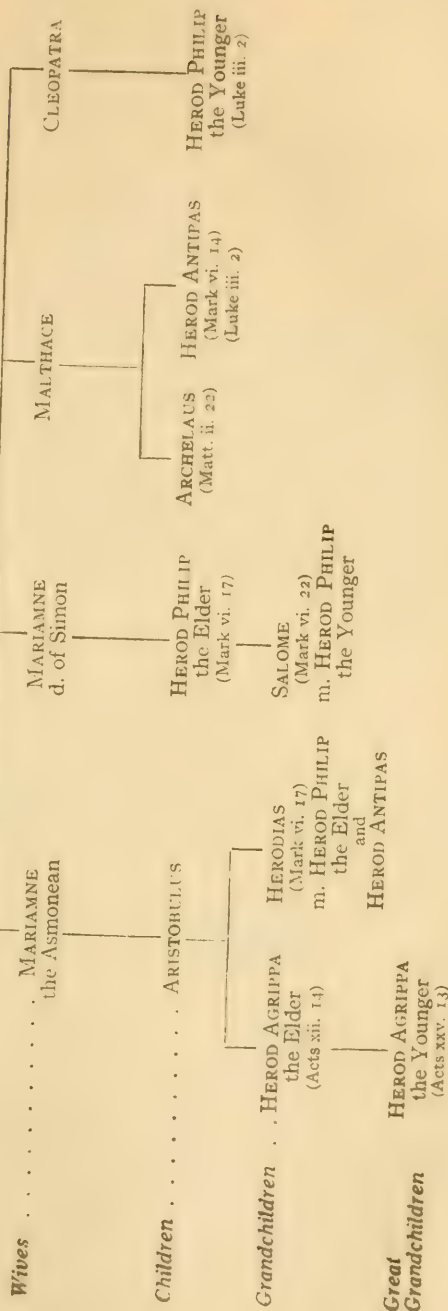 Wives . . . . . . . . . . . MARIAMNE
the Asmonean
MARIAMNE
d. of Simon
MALTHACE
CLEOPATRA
Children . . . . . . . . ARISTOBULUS
HEROD PHILIP
the Elder
(Mark vi. 17)
ARCHELAUS
(Matt. ii. 22)
HEROD ANTIPAS
(Mark vi. 14)
(Luke iii. 2)
HEROD PHILIP
the Younger
(Luke iii. 2)
Grandchildren . . HEROD AGRIPPA
the Elder
(Acts xii. 14)
HERODIAS
(Mark vi. 17)
m. HEROD PHILIP
the Elder
and
HEROD ANTIPAS
SALOME
(Mark vi. 22)
m. HEROD PHILIP
the Younger
Great
Grandchildren
HEROD AGRIPPA
the Younger
(Acts xxv. 13)